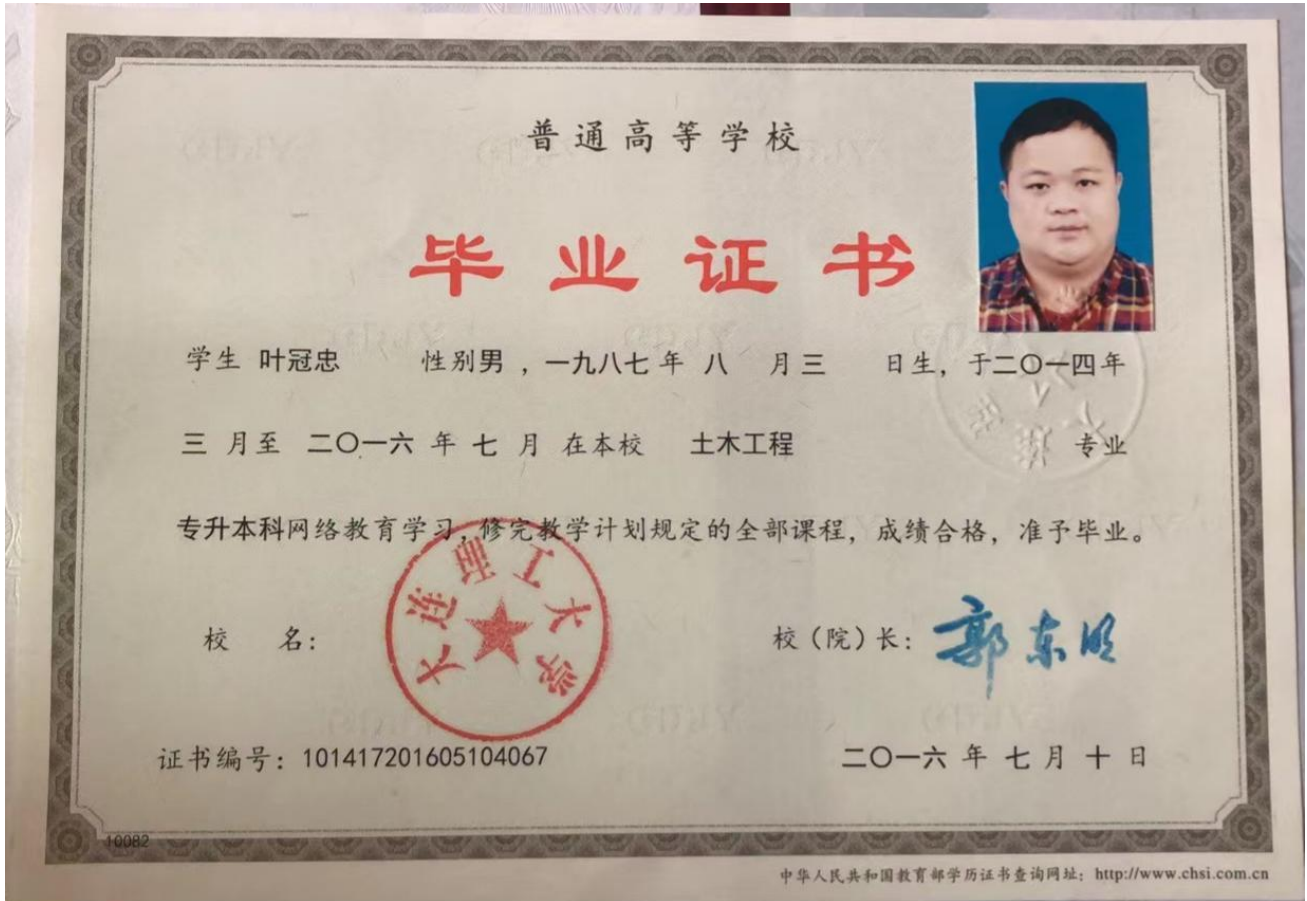 普通高等学校
毕业证书
学生 叶冠忠 性别男 ，一九八七年 八 月三 日生，于二〇一四年
三 月至 二〇一六 年 七 月 在本校 土木工程 专业
专升本科网络教育学习，修完教学计划规定的全部课程，成绩合格，准予毕业。
大连理工大学
校 名：
校（院）长：郭东明
证书编号：101417201605104067
二〇一六 年 七 月 十 日
10082
中华人民共和国教育部学历证书查询网址：http://www.chsi.com.cn